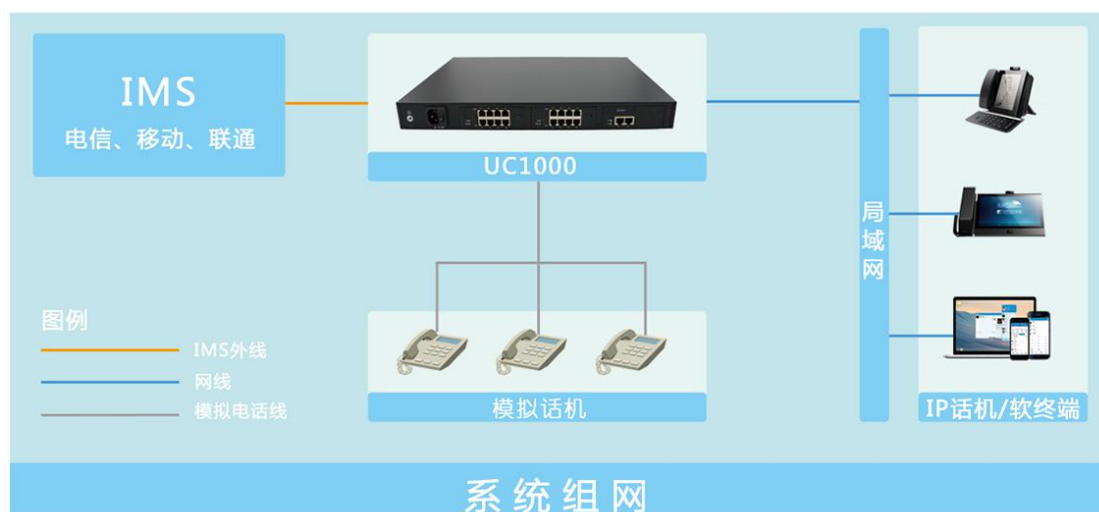 IMS
电信、移动、联通
UC1000
局域网
图例
IMS外线
网线
模拟电话线
模拟话机
IP话机/软终端
系统组网